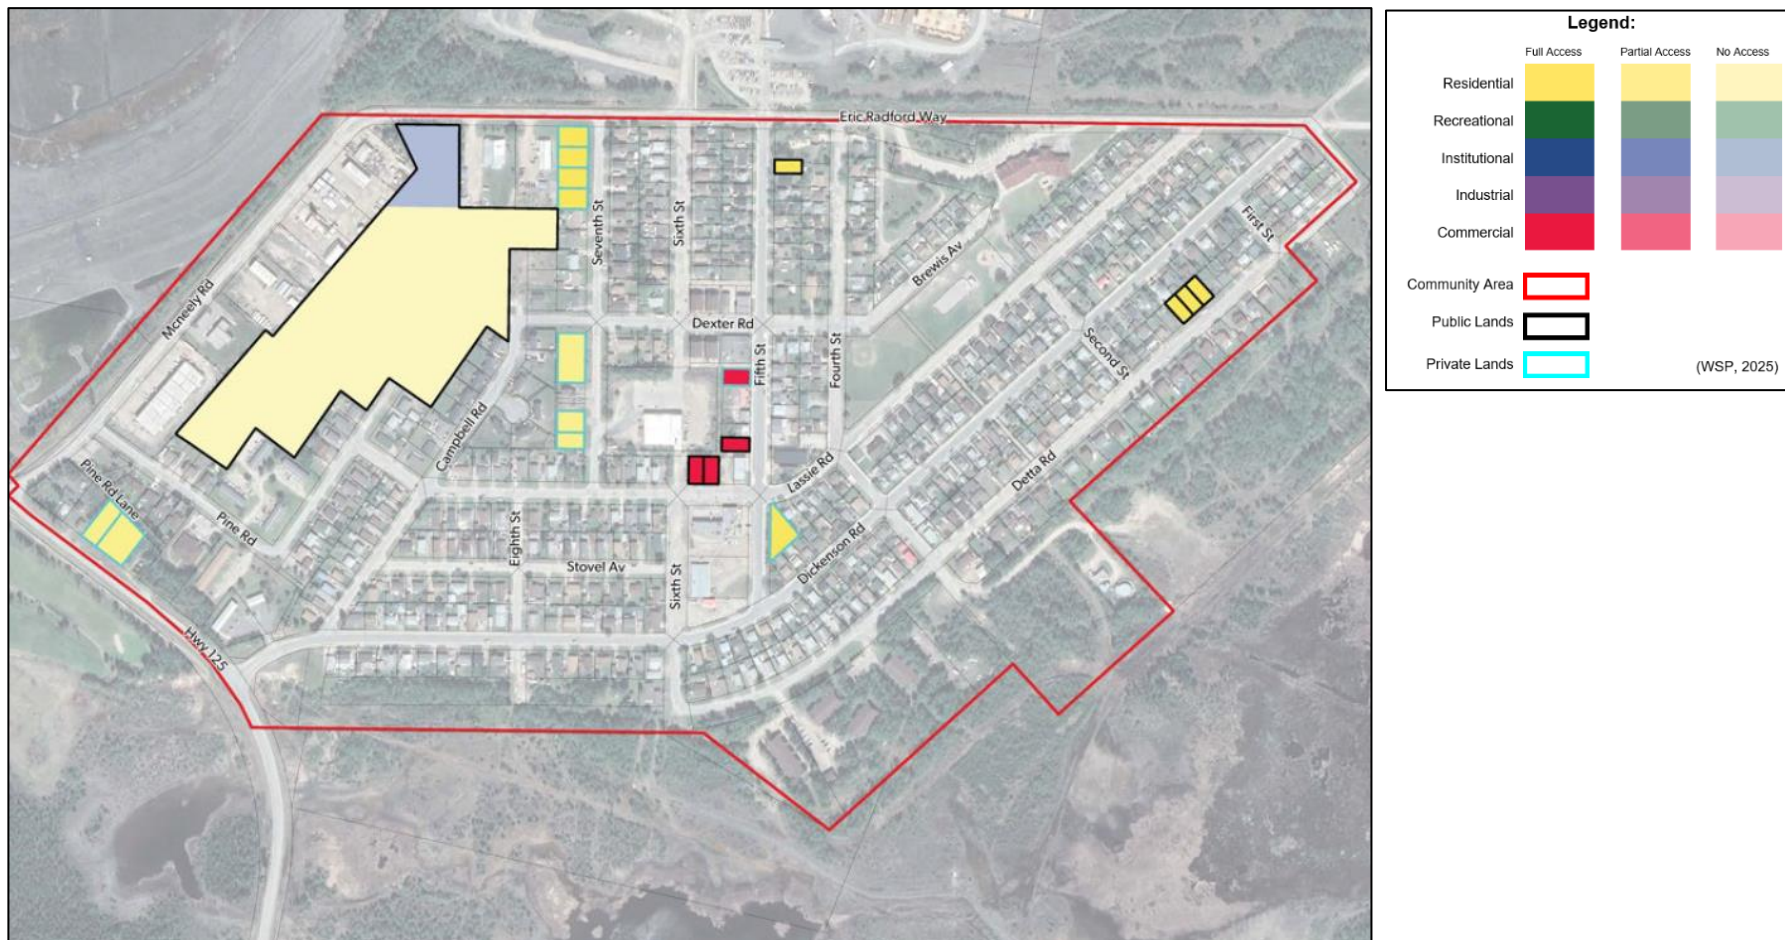 Eric Radford Way
Seventh St
Sixth St
First St
Brewis Av
Mcneely Rd
Dexter Rd
Second St
Fifth St
Fourth St
Campbell Rd
Lassie Rd
Detta Rd
Pine Rd Lane
Pine Rd
Eighth St
Dickenson Rd
Stovel Av
Sixth St
Hwy 125
Legend:
Full Access Partial Access No Access
Residential
Recreational
Institutional
Industrial
Commercial
Community Area
Public Lands
Private Lands (WSP, 2025)